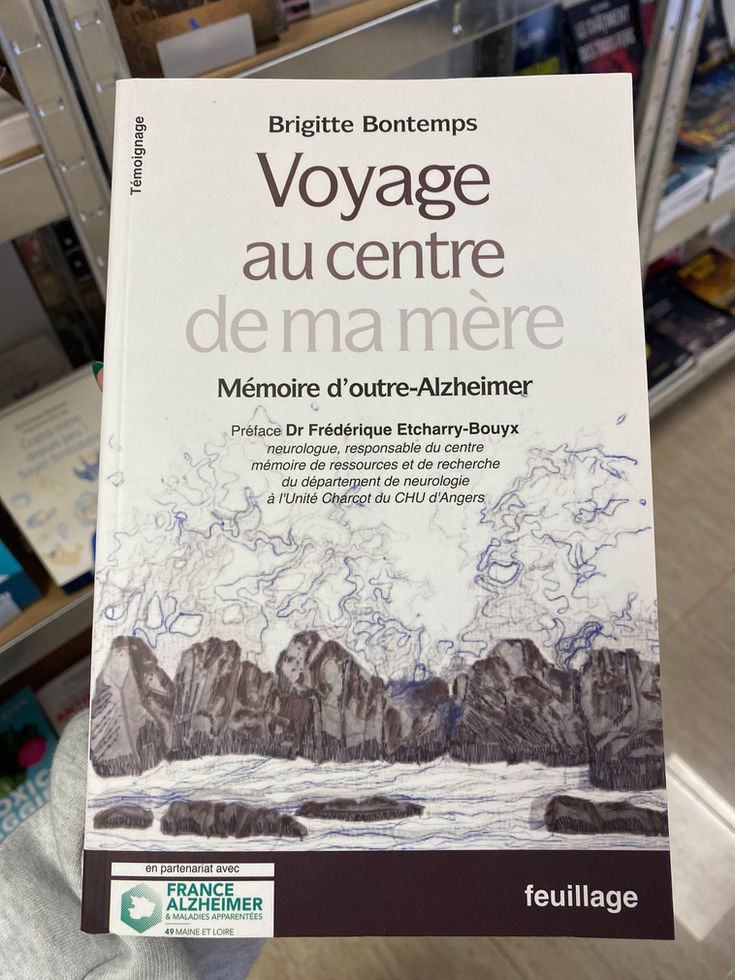 Témoignage
Brigitte Bontemps
Voyage
au centre
de ma mère
Mémoire d'outre-Alzheimer
Préface Dr Frédérique Etcharry-Bouyx
neurologue, responsable du centre
mémoire de ressources et de recherche
du département de neurologie
à l'Unité Charcot du CHU d'Angers
en partenariat avec
FRANCE
ALZHEIMER
& MALADIES APPARENTÉES
49 MAINE ET LOIRE
feuillage